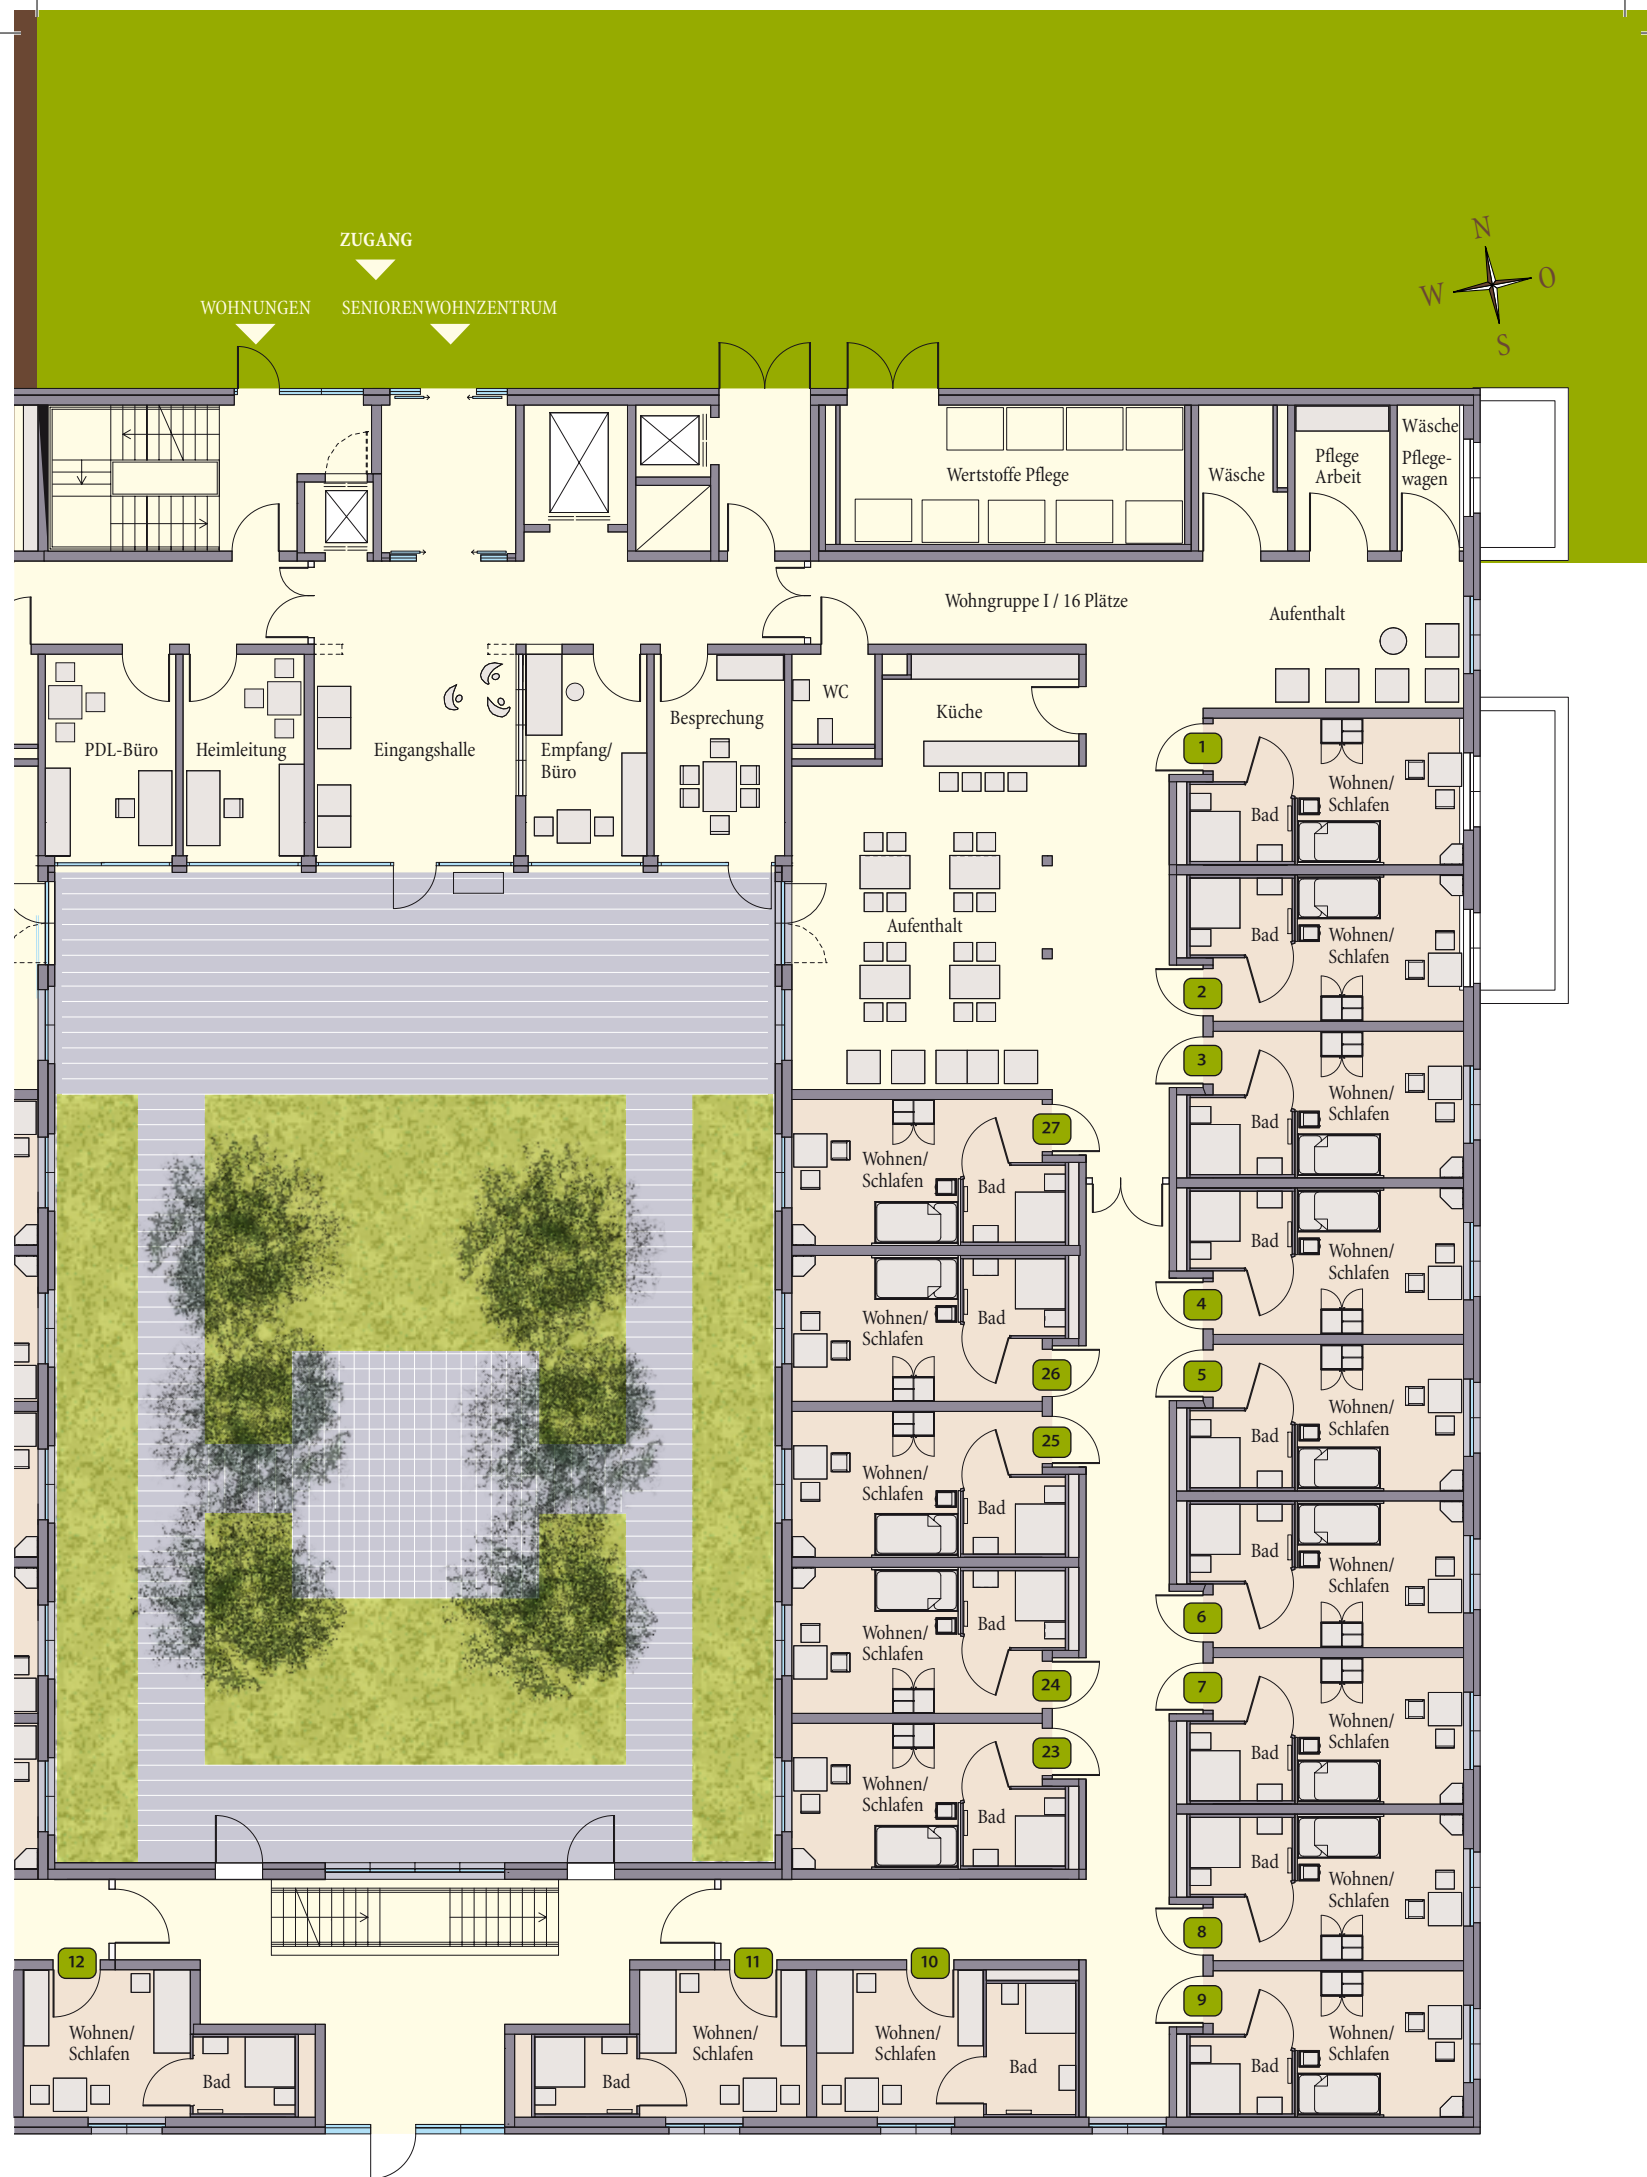 ZUGANG
WOHNUNGEN
SENIORENWOHNZENTRUM
N
W
O
S
Wertstoffe Pflege
Wäsche
Pflege
Arbeit
Wäsche
Pflege-
wagen
Wohngruppe I / 16 Plätze
Aufenthalt
PDL-Büro
Heimleitung
Eingangshalle
Empfang/
Büro
Besprechung
WC
Küche
Aufenthalt
1
Wohnen/
Schlafen
Bad
2
Wohnen/
Schlafen
Bad
3
Wohnen/
Schlafen
Bad
4
Wohnen/
Schlafen
Bad
5
Wohnen/
Schlafen
Bad
6
Wohnen/
Schlafen
Bad
7
Wohnen/
Schlafen
Bad
8
Wohnen/
Schlafen
Bad
9
Wohnen/
Schlafen
Bad
27
Wohnen/
Schlafen
Bad
26
Wohnen/
Schlafen
Bad
25
Wohnen/
Schlafen
Bad
24
Wohnen/
Schlafen
Bad
23
Wohnen/
Schlafen
Bad
12
Wohnen/
Schlafen
Bad
11
Wohnen/
Schlafen
Bad
10
Wohnen/
Schlafen
Bad